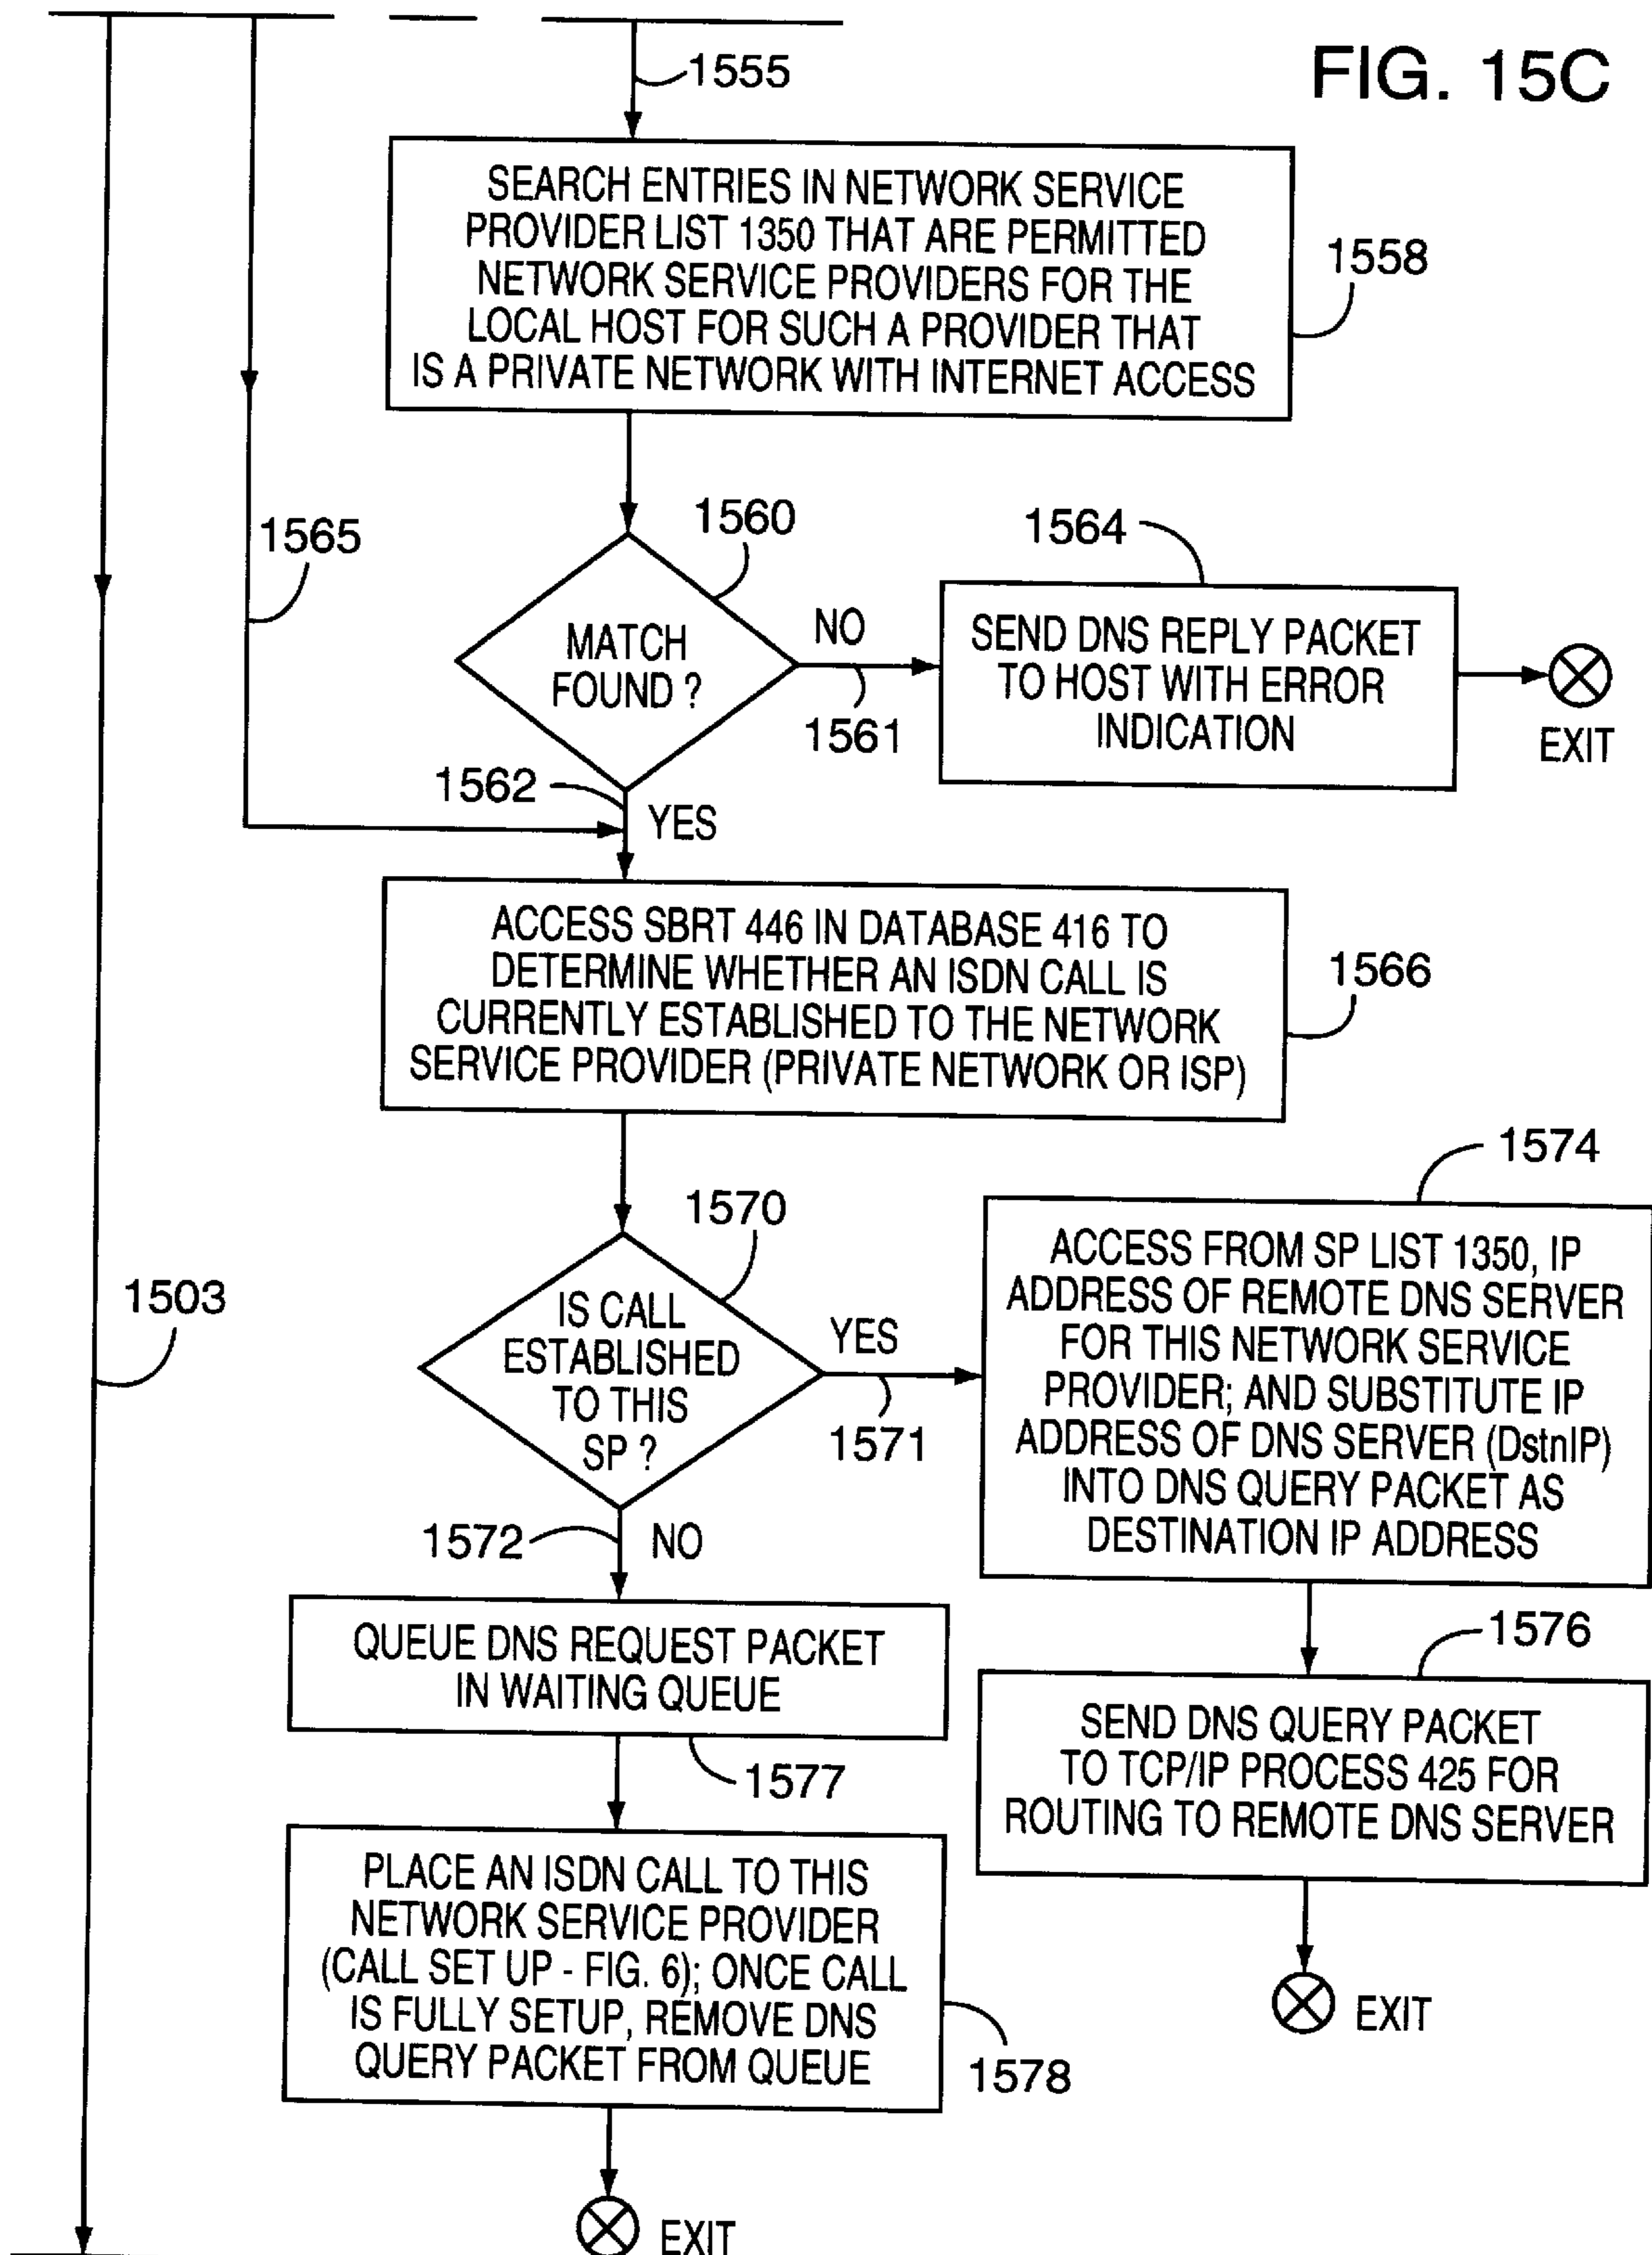 FIG. 15C
1555
SEARCH ENTRIES IN NETWORK SERVICE
PROVIDER LIST 1350 THAT ARE PERMITTED
NETWORK SERVICE PROVIDERS FOR THE
LOCAL HOST FOR SUCH A PROVIDER THAT
IS A PRIVATE NETWORK WITH INTERNET ACCESS
1558
1560
1564
1565
MATCH
FOUND ?
NO
1561
SEND DNS REPLY PACKET
TO HOST WITH ERROR
INDICATION
EXIT
1562
YES
ACCESS SBRT 446 IN DATABASE 416 TO
DETERMINE WHETHER AN ISDN CALL IS
CURRENTLY ESTABLISHED TO THE NETWORK
SERVICE PROVIDER (PRIVATE NETWORK OR ISP)
1566
1574
1570
1503
IS CALL
ESTABLISHED
TO THIS
SP ?
YES
1571
ACCESS FROM SP LIST 1350, IP
ADDRESS OF REMOTE DNS SERVER
FOR THIS NETWORK SERVICE
PROVIDER; AND SUBSTITUTE IP
ADDRESS OF DNS SERVER (DstnIP)
INTO DNS QUERY PACKET AS
DESTINATION IP ADDRESS
1572
NO
QUEUE DNS REQUEST PACKET
IN WAITING QUEUE
1577
1576
SEND DNS QUERY PACKET
TO TCP/IP PROCESS 425 FOR
ROUTING TO REMOTE DNS SERVER
EXIT
PLACE AN ISDN CALL TO THIS
NETWORK SERVICE PROVIDER
(CALL SET UP - FIG. 6); ONCE CALL
IS FULLY SETUP, REMOVE DNS
QUERY PACKET FROM QUEUE
1578
EXIT